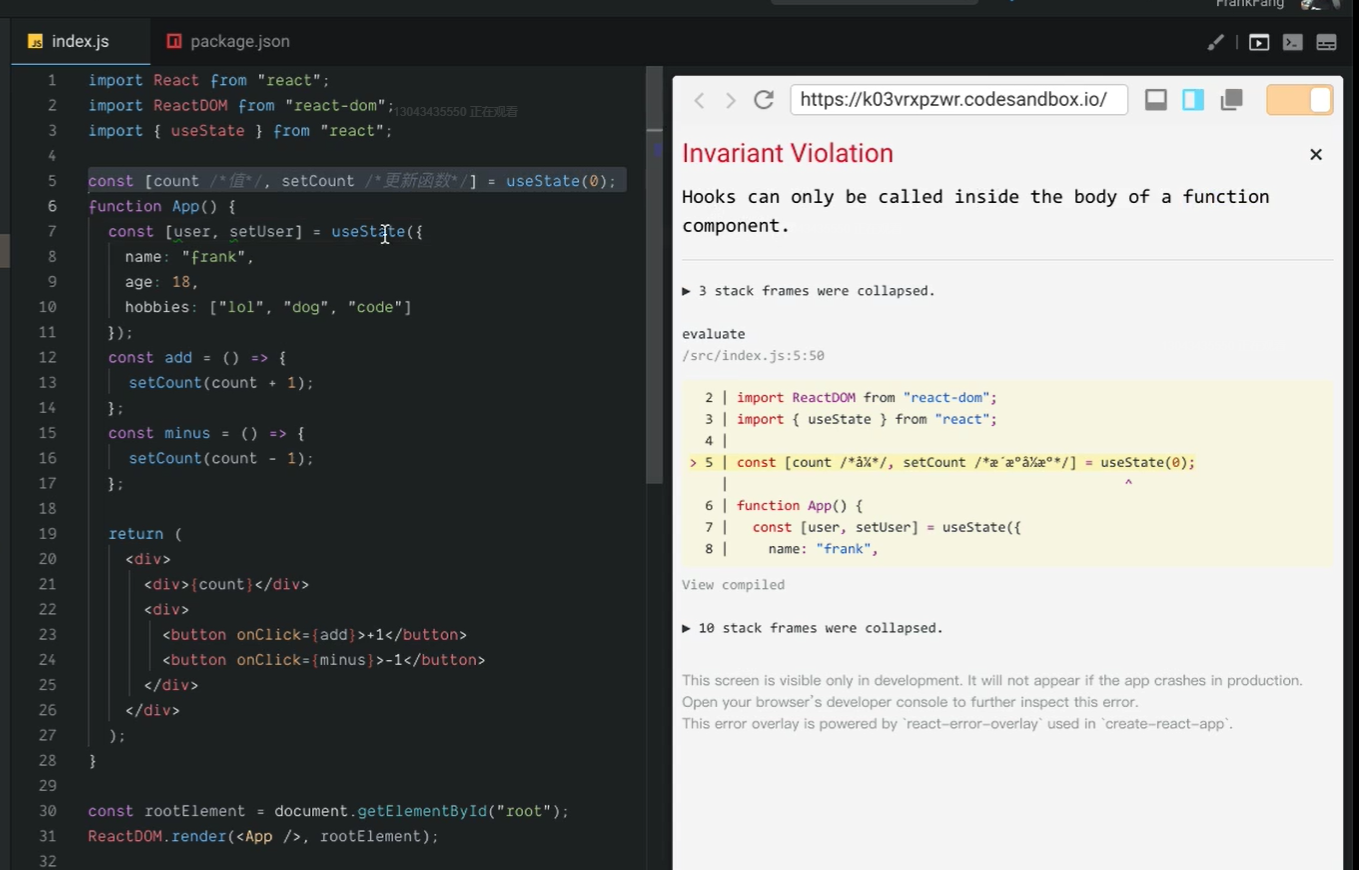 FrankFang
index.js
package.json
1 import React from "react";
2 import ReactDOM from "react-dom";
13043435550 正在观看
3 import { useState } from "react";
4
5 const [count /*值*/, setCount /*更新函数*/] = useState(0);
6 function App() {
7 const [user, setUser] = useState({
8 name: "frank",
9 age: 18,
10 hobbies: ["lol", "dog", "code"]
11 });
12 const add = () => {
13 setCount(count + 1);
14 };
15 const minus = () => {
16 setCount(count - 1);
17 };
18
19 return (
20 <div>
21 <div>{count}</div>
22 <div>
23 <button onClick={add}>+1</button>
24 <button onClick={minus}>-1</button>
25 </div>
26 </div>
27 );
28 }
29
30 const rootElement = document.getElementById("root");
31 ReactDOM.render(<App />, rootElement);
32
https://k03vrxpzwr.codesandbox.io/
Invariant Violation
Hooks can only be called inside the body of a function
component.
▶ 3 stack frames were collapsed.
evaluate
/src/index.js:5:50
2 | import ReactDOM from "react-dom";
3 | import { useState } from "react";
4 |
> 5 | const [count /*å¼*/, setCount /*æ´æ°å½æ°*/] = useState(0);
| ^
6 | function App() {
7 | const [user, setUser] = useState({
8 | name: "frank",
View compiled
▶ 10 stack frames were collapsed.
This screen is visible only in development. It will not appear if the app crashes in production.
Open your browser's developer console to further inspect this error.
This error overlay is powered by `react-error-overlay` used in `create-react-app`.